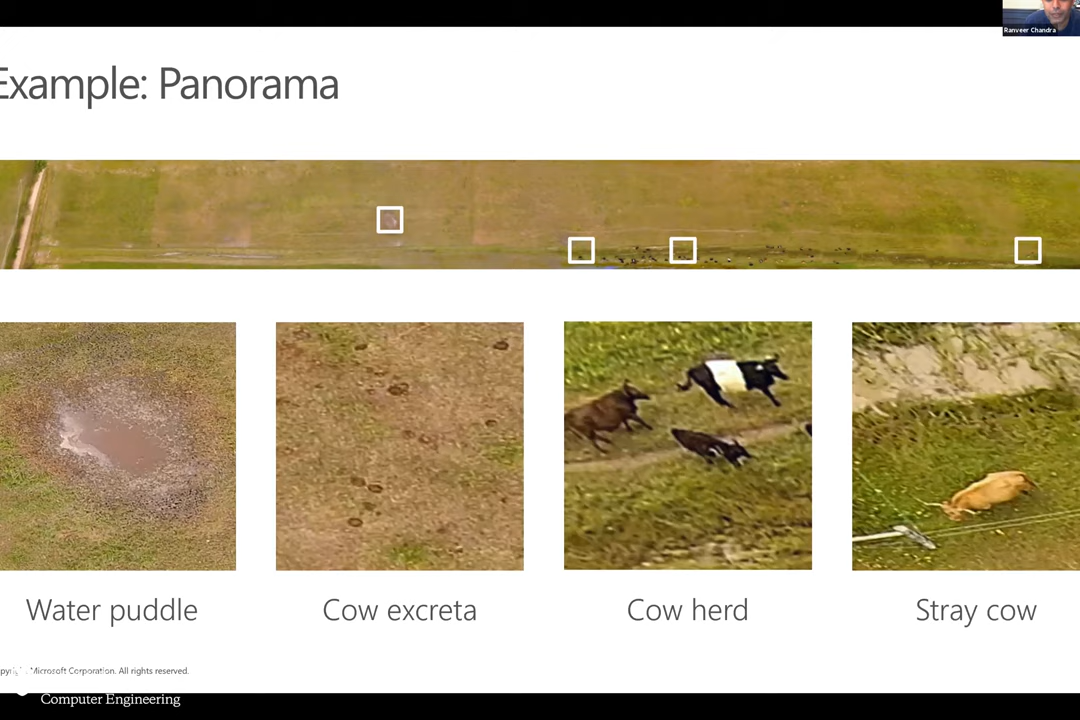 Ranveer Chandra
Example: Panorama
Water puddle
Cow excreta
Cow herd
Stray cow
Microsoft Corporation. All rights reserved.
Computer Engineering